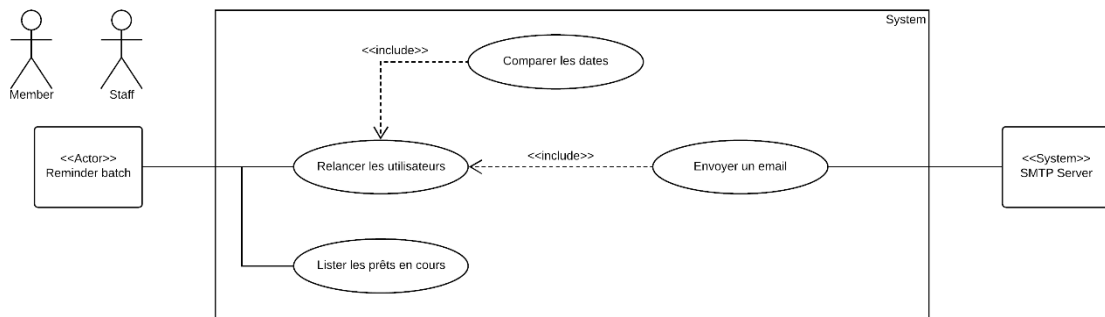 System
<<include>>
Comparer les dates
Member
Staff
<<Actor>>
Reminder batch
Relancer les utilisateurs
<<include>>
Envoyer un email
<<System>>
SMTP Server
Lister les prêts en cours